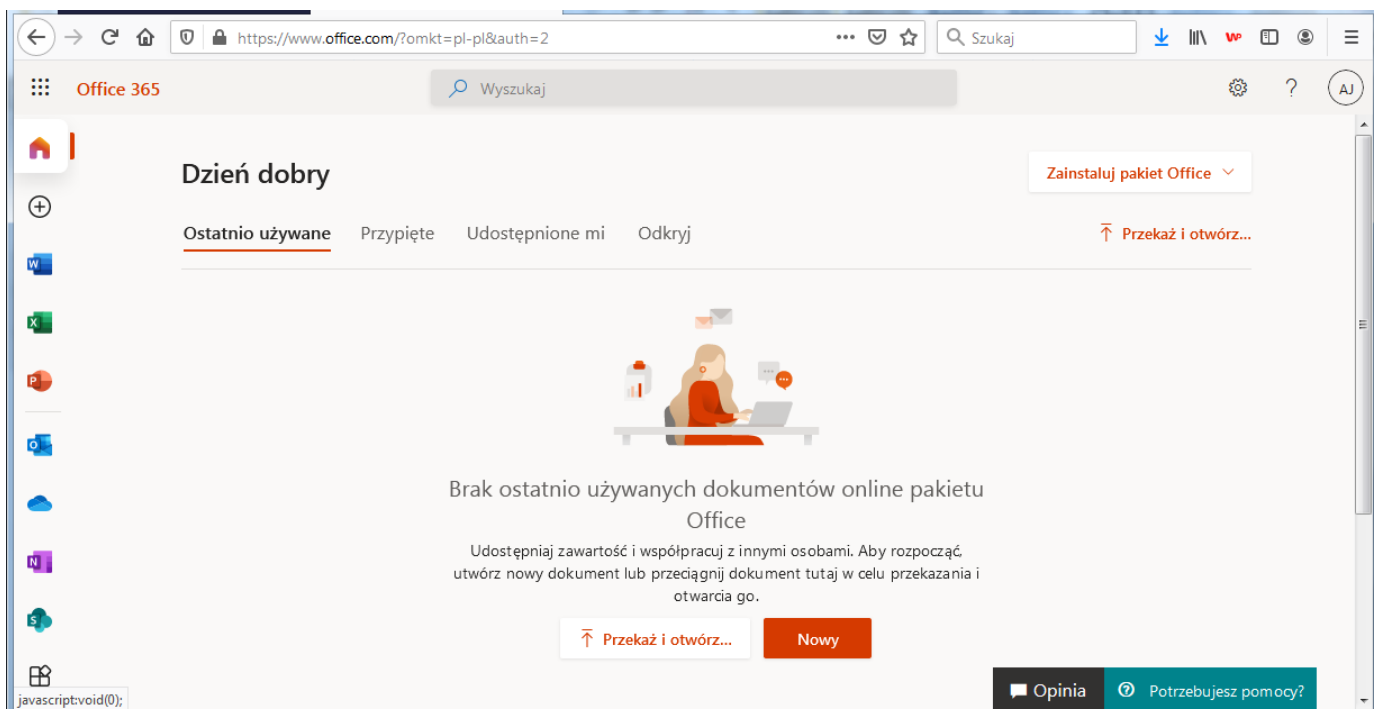 https://www.office.com/?omkt=pl-pl&auth=2
Szukaj
Office 365
Wyszukaj
AJ
Dzień dobry
Zainstaluj pakiet Office
Ostatnio używane Przypięte Udostępnione mi Odkryj
Przekaż i otwórz...
Brak ostatnio używanych dokumentów online pakietu
Office
Udostępniaj zawartość i współpracuj z innymi osobami. Aby rozpocząć,
utwórz nowy dokument lub przeciągnij dokument tutaj w celu przekazania i
otwarcia go.
Przekaż i otwórz... Nowy
Opinia Potrzebujesz pomocy?
javascript:void(0);